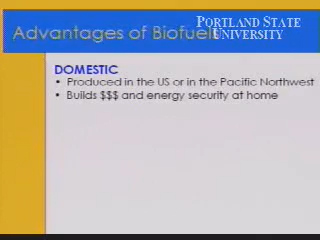 Advantages of Biofuels
PORTLAND STATE
UNIVERSITY
DOMESTIC
• Produced in the US or in the Pacific Northwest
• Builds $$$ and energy security at home